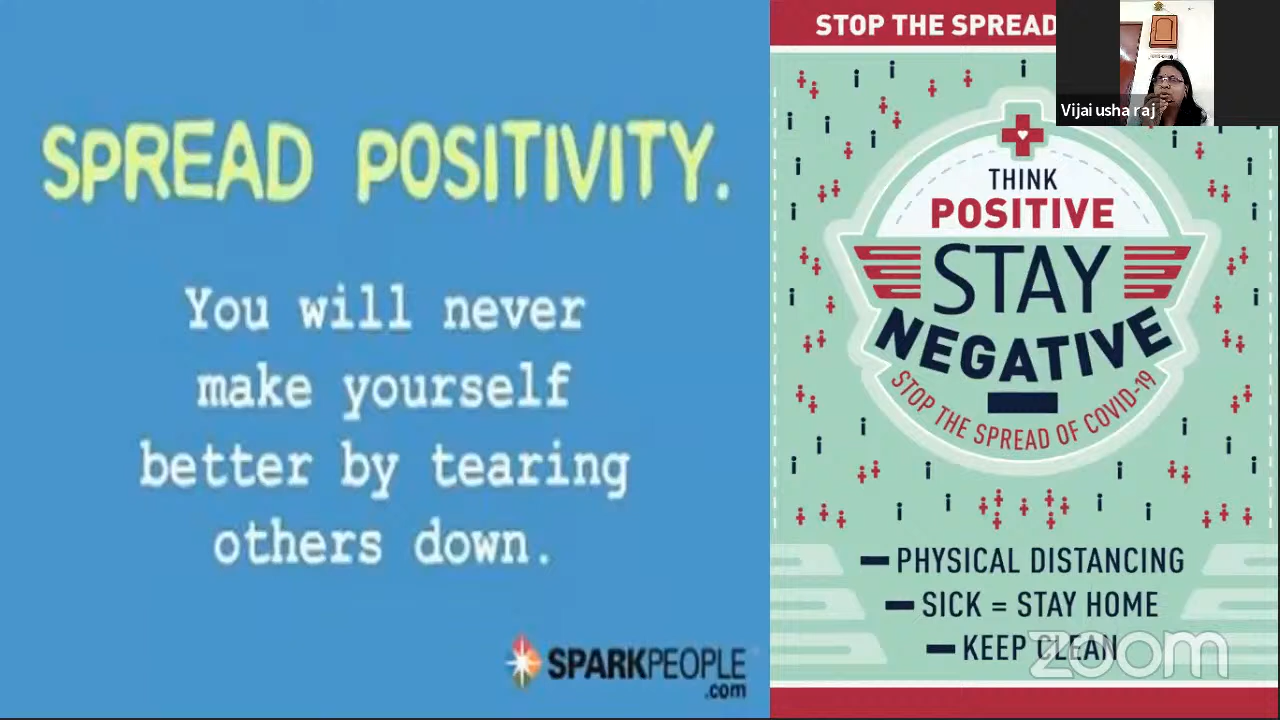 SPREAD POSITIVITY.
You will never
make yourself
better by tearing
others down.
SPARKPEOPLE
.com
STOP THE SPREAD
Vijai usha raj
THINK
POSITIVE
STAY
NEGATIVE
STOP THE SPREAD OF COVID-19
PHYSICAL DISTANCING
SICK = STAY HOME
KEEP CLEAN
zoom